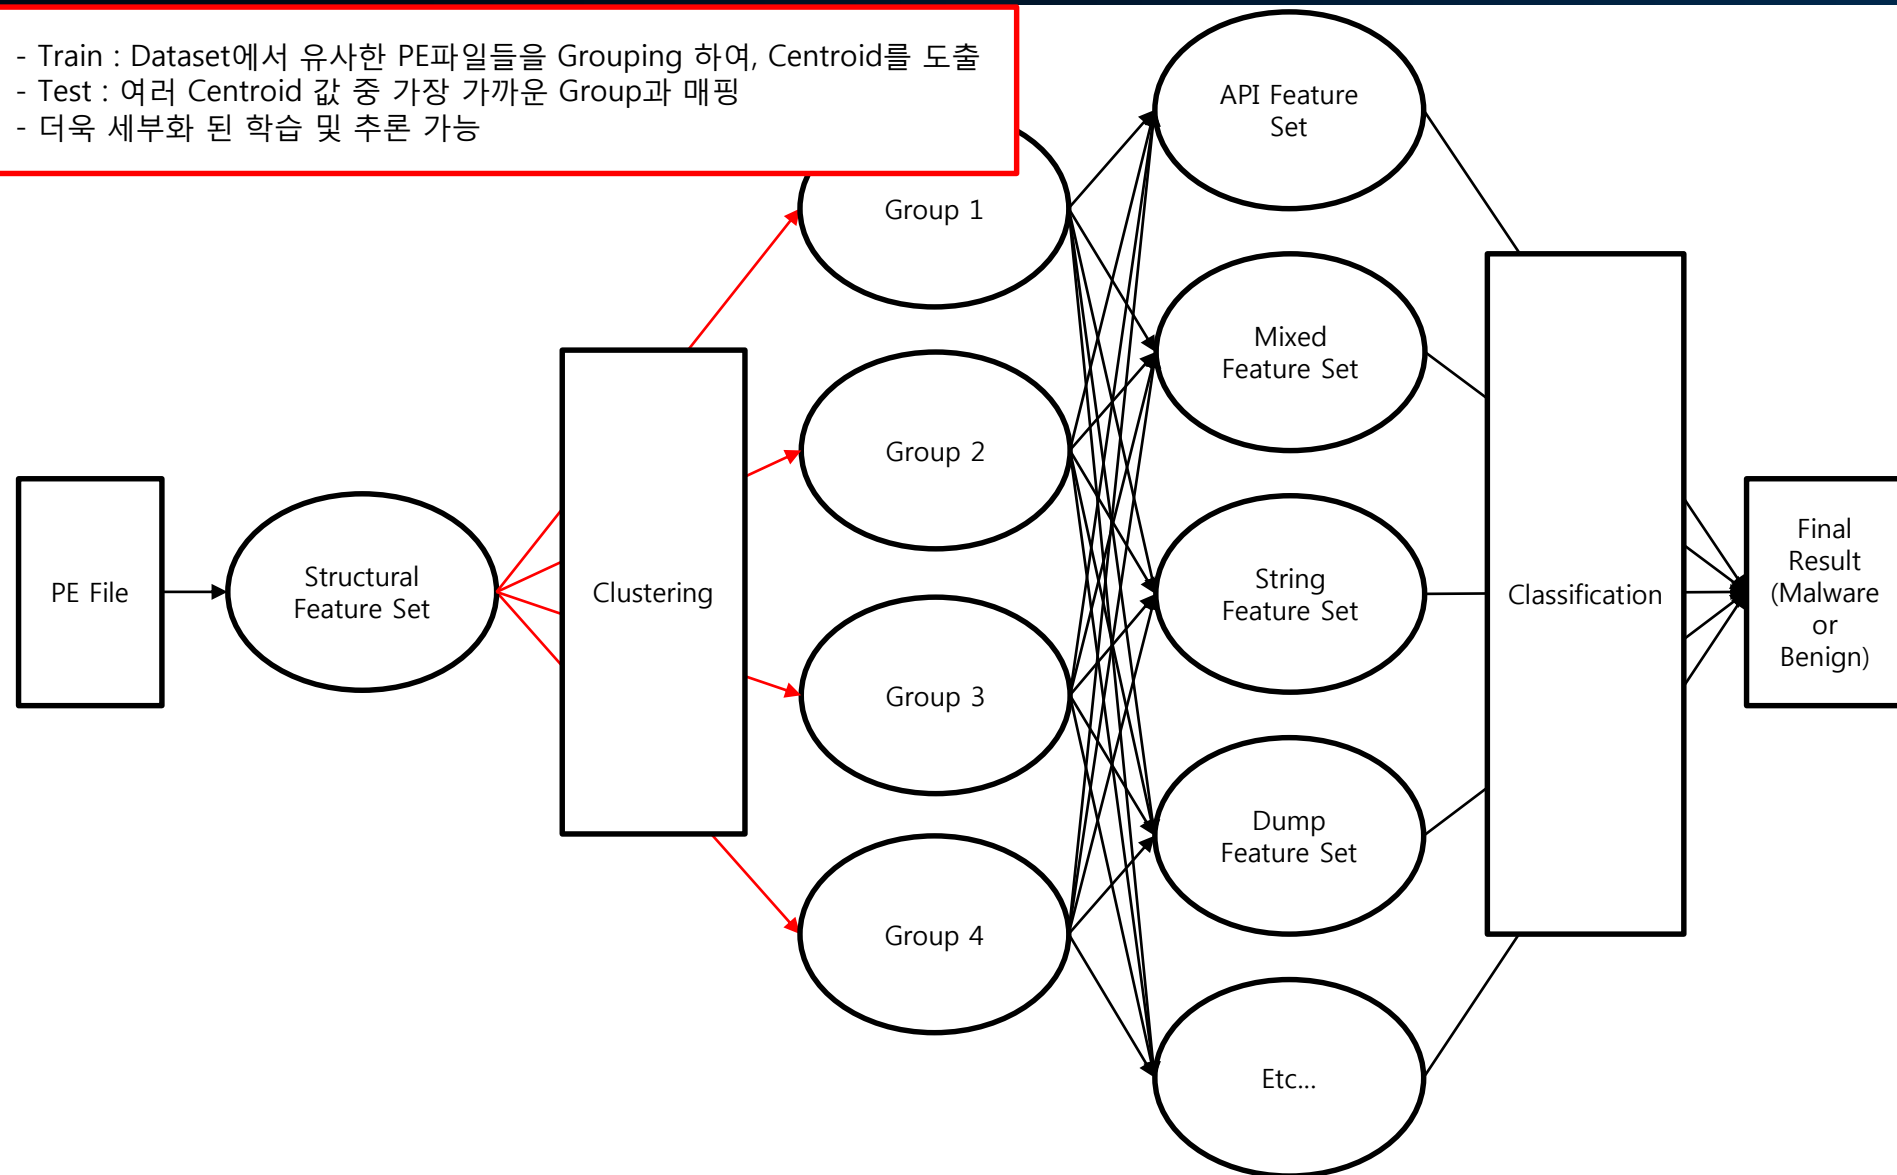 - Train : Dataset에서 유사한 PE파일들을 Grouping 하여, Centroid를 도출
- Test : 여러 Centroid 값 중 가장 가까운 Group과 매핑
- 더욱 세부화 된 학습 및 추론 가능
PE File
Structural
Feature Set
Clustering
Group 1
Group 2
Group 3
Group 4
API Feature
Set
Mixed
Feature Set
String
Feature Set
Dump
Feature Set
Etc...
Classification
Final
Result
(Malware
or
Benign)